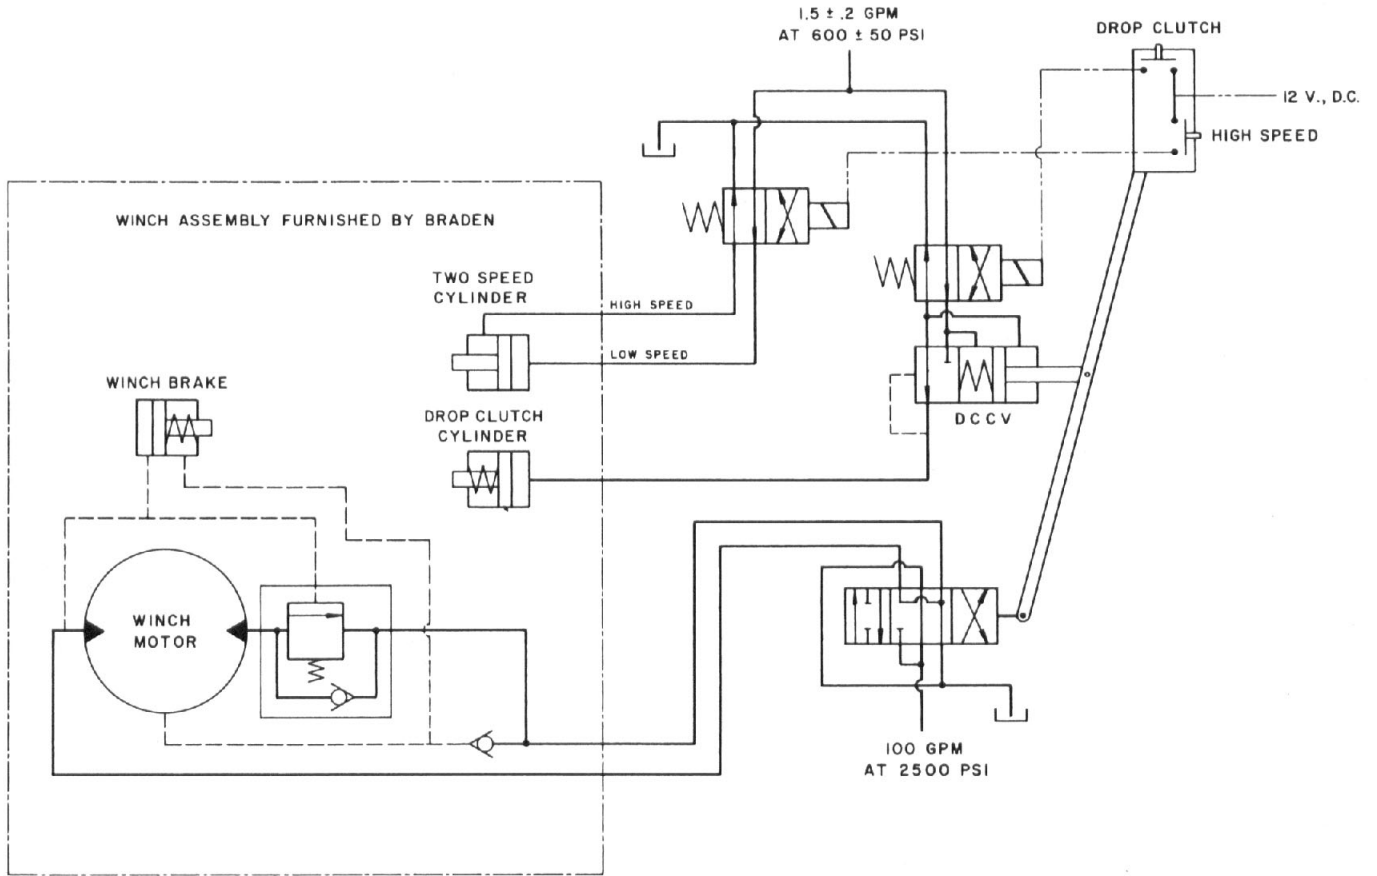 1.5 ± .2 GPM
AT 600 ± 50 PSI
DROP CLUTCH
12 V., D.C.
HIGH SPEED
WINCH ASSEMBLY FURNISHED BY BRADEN
TWO SPEED
CYLINDER
HIGH SPEED
LOW SPEED
WINCH BRAKE
DROP CLUTCH
CYLINDER
DCCV
WINCH
MOTOR
100 GPM
AT 2500 PSI